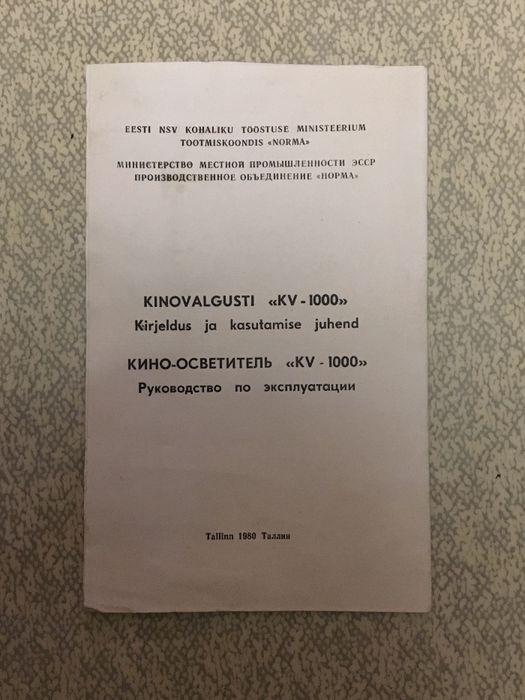 EESTI NSV KOHALIKU TÖÖSTUSE MINISTEERIUM
TOOTMISKOONDIS «NORMA»
МИНИСТЕРСТВО МЕСТНОЙ ПРОМЫШЛЕННОСТИ ЭССР
ПРОИЗВОДСТВЕННОЕ ОБЪЕДИНЕНИЕ «НОРМА»
KINOVALGUSTI «KV - 1000»
Kirjeldus ja kasutamise juhend
КИНО-ОСВЕТИТЕЛЬ «KV - 1000»
Руководство по эксплуатации
Tallinn 1980 Таллин